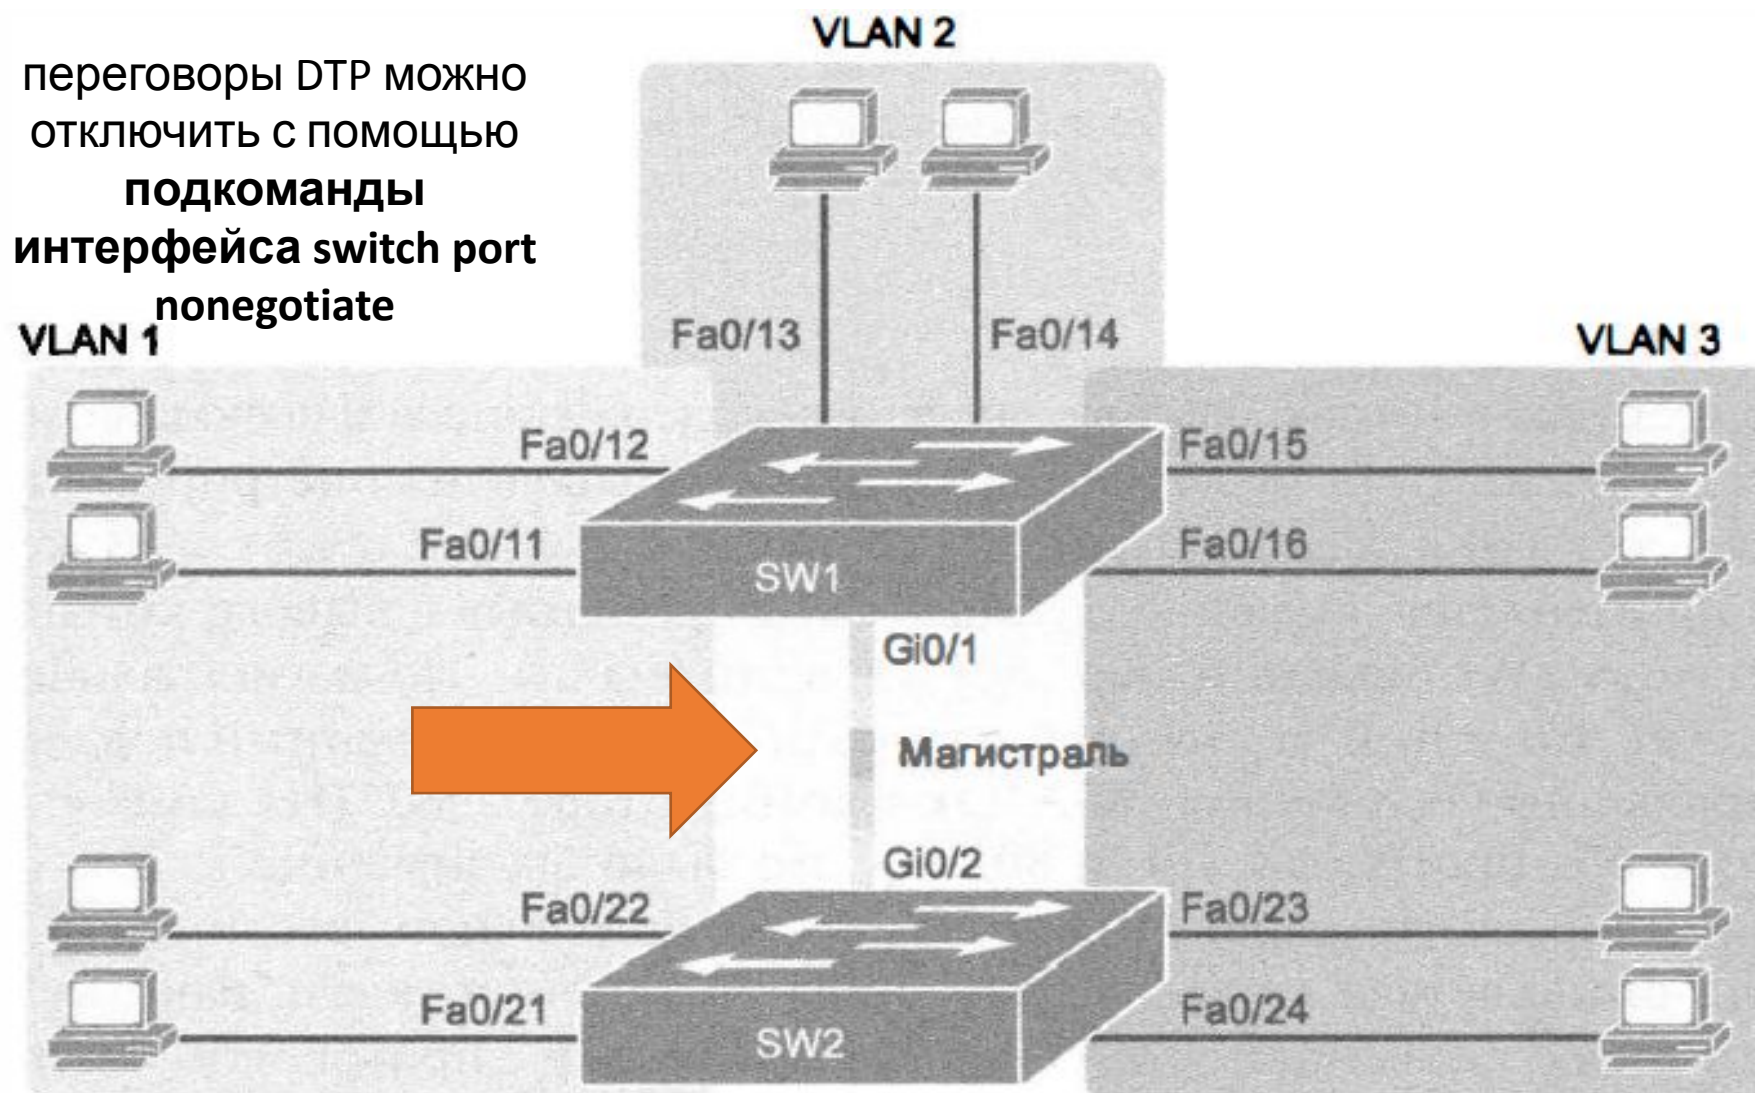 VLAN 2
переговоры DTP можно
отключить с помощью
подкоманды
интерфейса switch port
nonegotiate
VLAN 1
Fa0/13
Fa0/14
VLAN 3
Fa0/12
Fa0/15
Fa0/11
Fa0/16
SW1
Gi0/1
Магистраль
Gi0/2
Fa0/22
Fa0/23
Fa0/21
Fa0/24
SW2